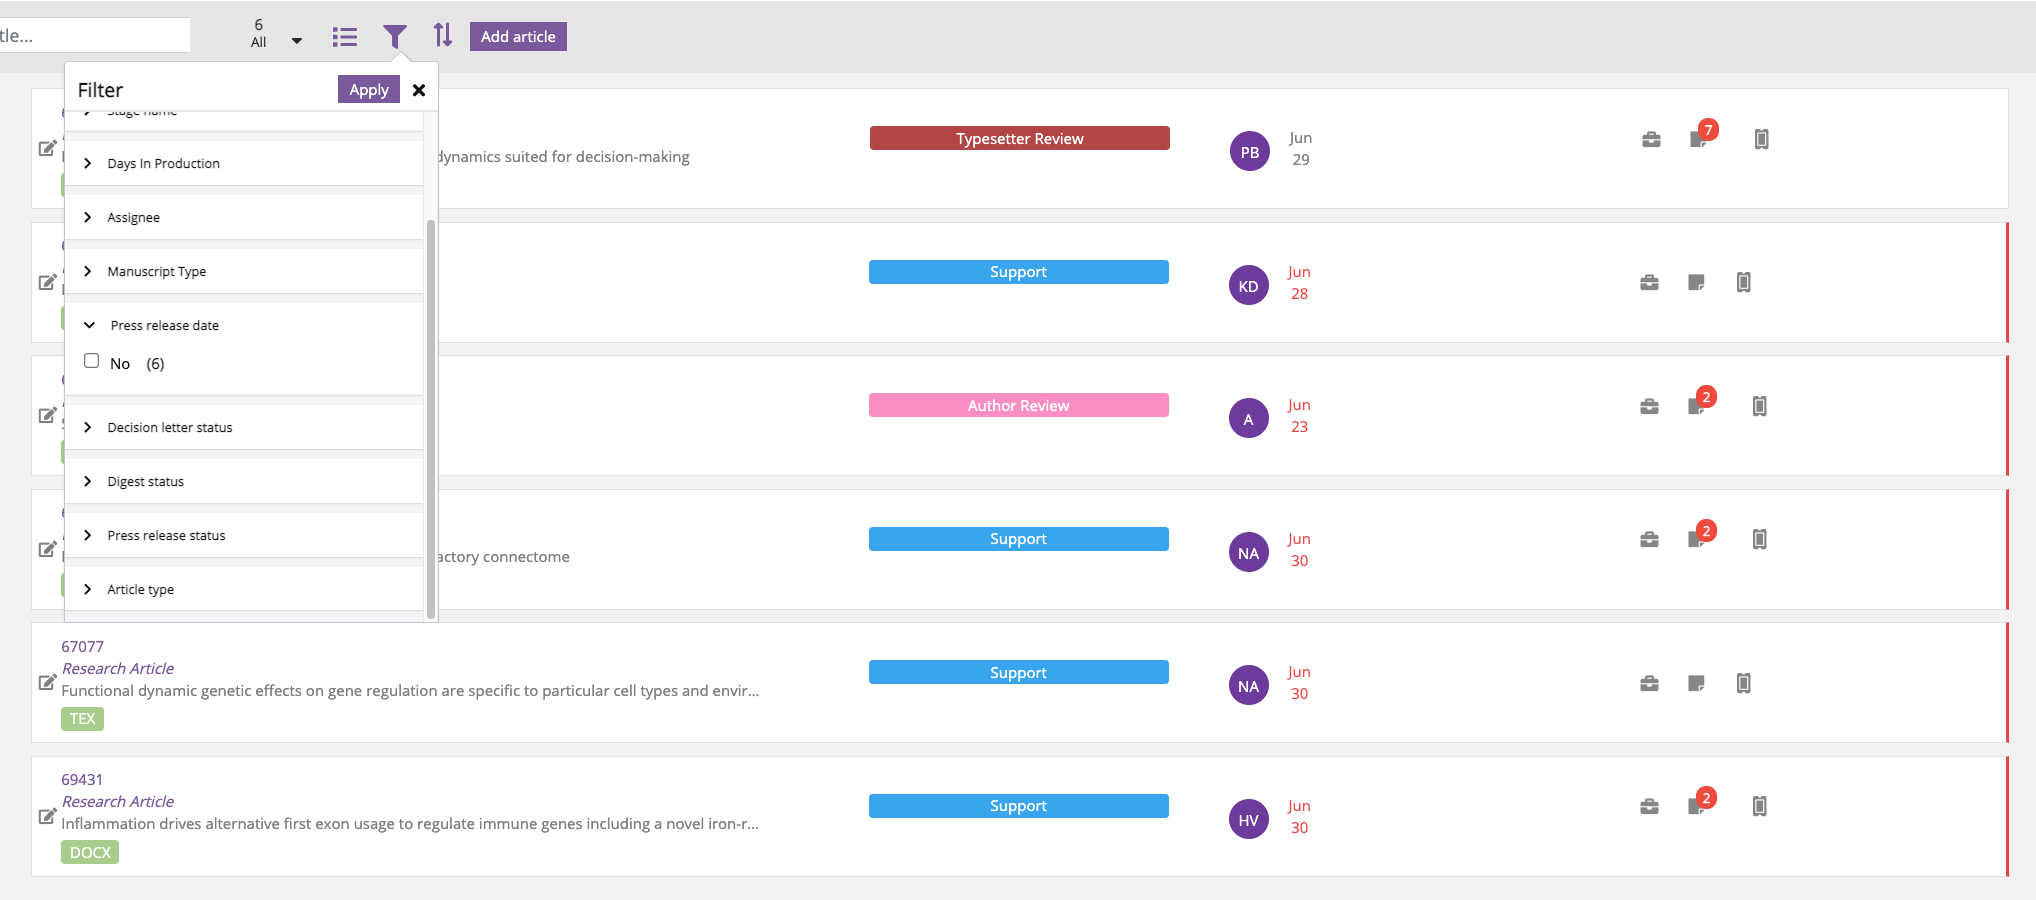 tle...
6
All
Add article
Filter
Apply
Stage name
Days In Production
Assignee
Manuscript Type
Press release date
No (6)
Decision letter status
Digest status
Press release status
Article type
dynamics suited for decision-making
Typesetter Review
PB
Jun
29
7
Support
KD
Jun
28
Author Review
A
Jun
23
2
actory connectome
Support
NA
Jun
30
2
67077
Research Article
Functional dynamic genetic effects on gene regulation are specific to particular cell types and envir...
TEX
Support
NA
Jun
30
69431
Research Article
Inflammation drives alternative first exon usage to regulate immune genes including a novel iron-r...
DOCX
Support
HV
Jun
30
2